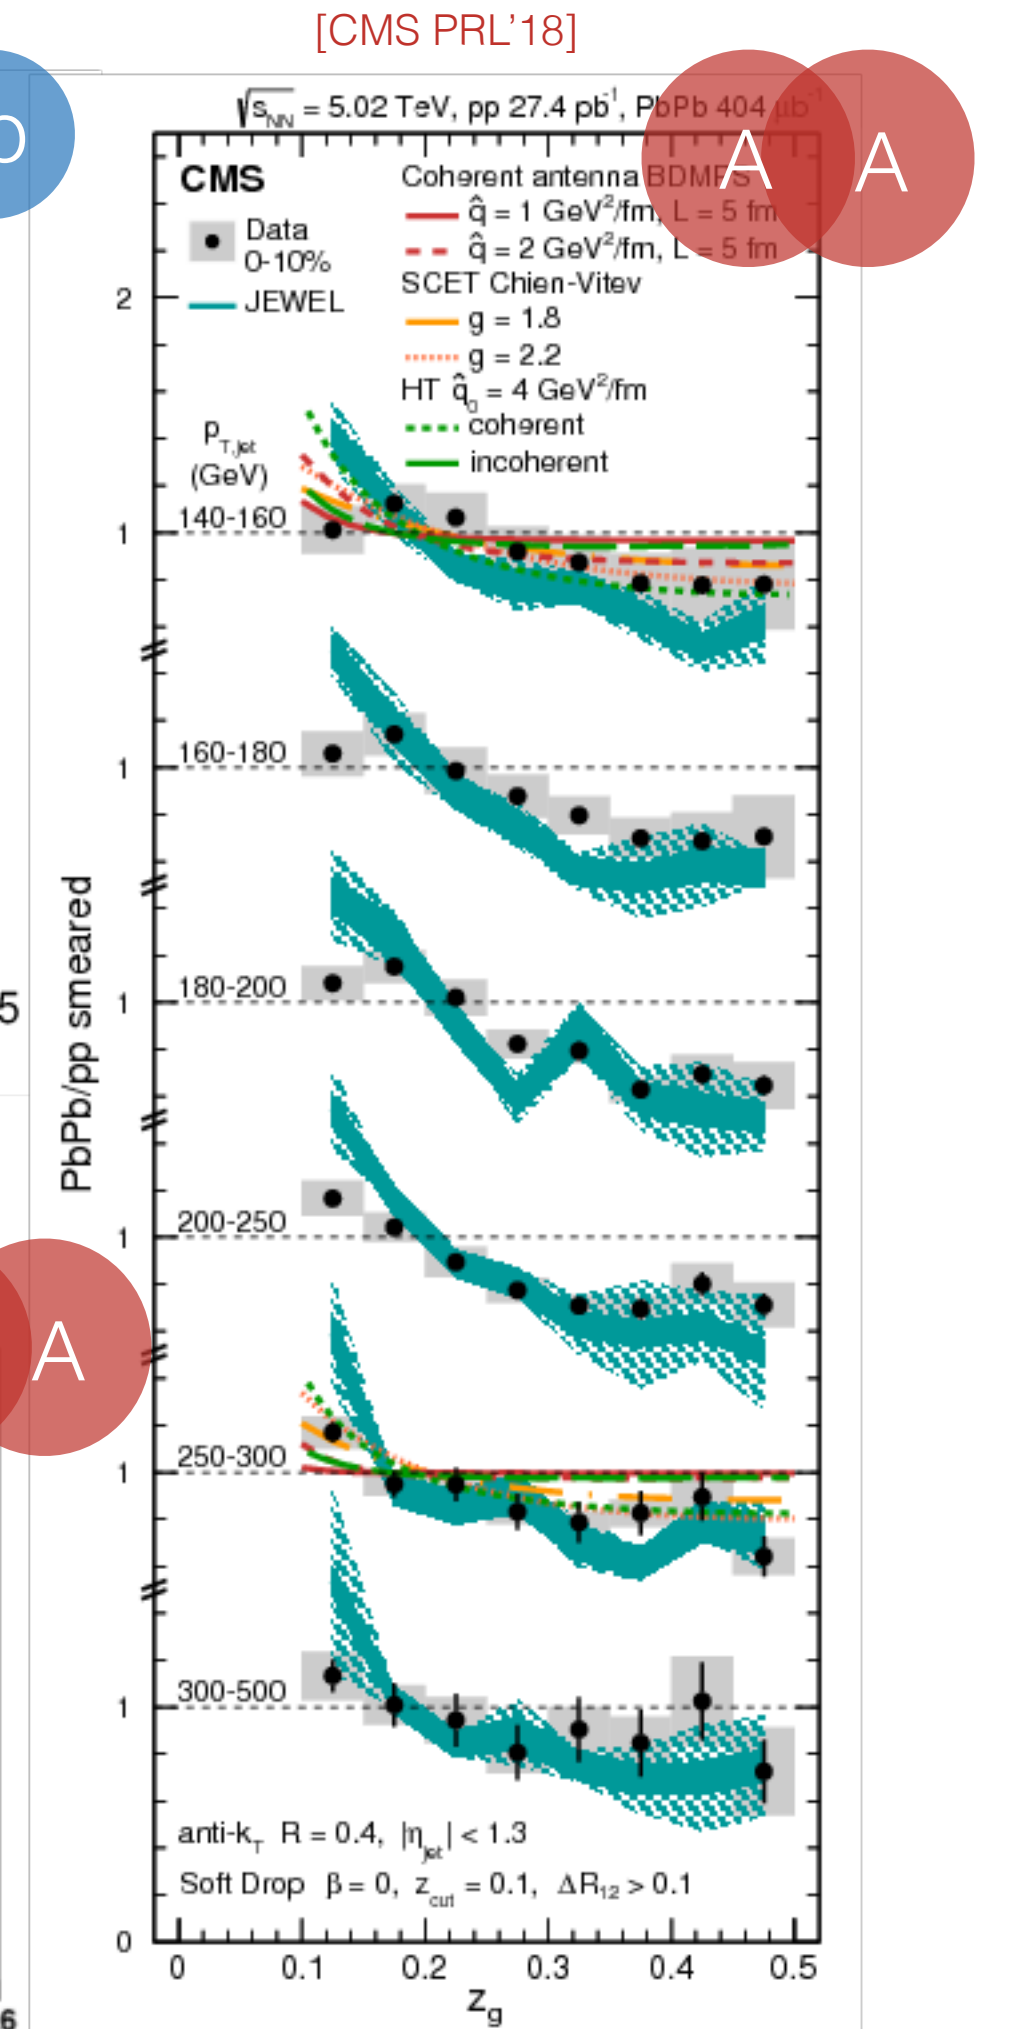 [CMS PRL’18]
√sNN = 5.02 TeV, pp 27.4 pb-1, PbPb 404 μb-1
A A
CMS
Data
0-10%
JEWEL
Coherent antenna BDMPS
q̂ = 1 GeV2/fm, L = 5 fm
q̂ = 2 GeV2/fm, L = 5 fm
SCET Chien-Vitev
g = 1.8
g = 2.2
HT q̂0 = 4 GeV2/fm
coherent
incoherent
2
pT,jet
(GeV)
140-160
1
160-180
1
180-200
1
5
PbPb/pp smeared
200-250
1
A
250-300
1
300-500
1
anti-kT R = 0.4, |ηjet| < 1.3
Soft Drop β = 0, zcut = 0.1, ΔR12 > 0.1
0
0 0.1 0.2 0.3 0.4 0.5
zg
6